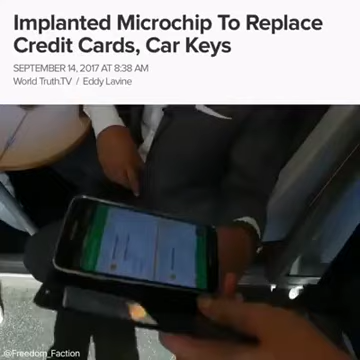 Implanted Microchip To Replace
Credit Cards, Car Keys
SEPTEMBER 14, 2017 AT 8:38 AM
World Truth.TV / Eddy Lavine
@Freedom_Faction